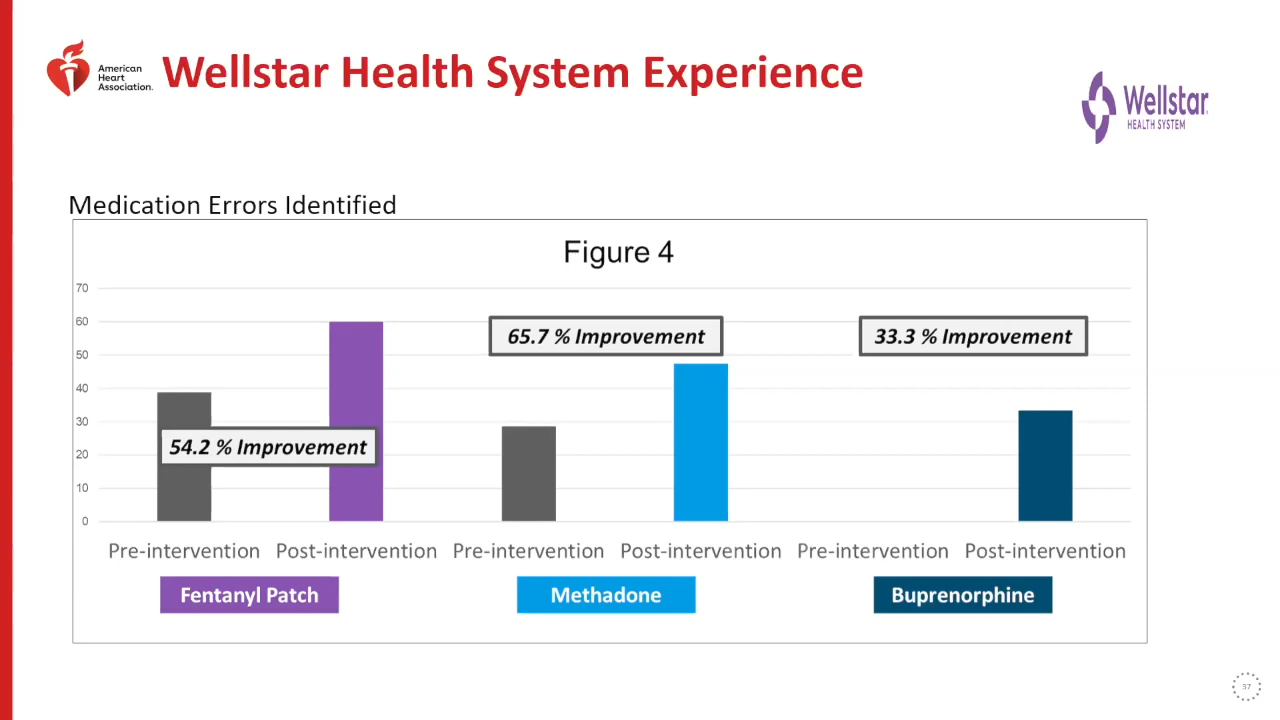 American
Heart
Association.
Wellstar Health System Experience
Wellstar
HEALTH SYSTEM
Medication Errors Identified
Figure 4
70
60
50
40
30
20
10
0
65.7 % Improvement
33.3 % Improvement
54.2 % Improvement
Pre-intervention Post-intervention Pre-intervention Post-intervention Pre-intervention Post-intervention
Fentanyl Patch
Methadone
Buprenorphine
37